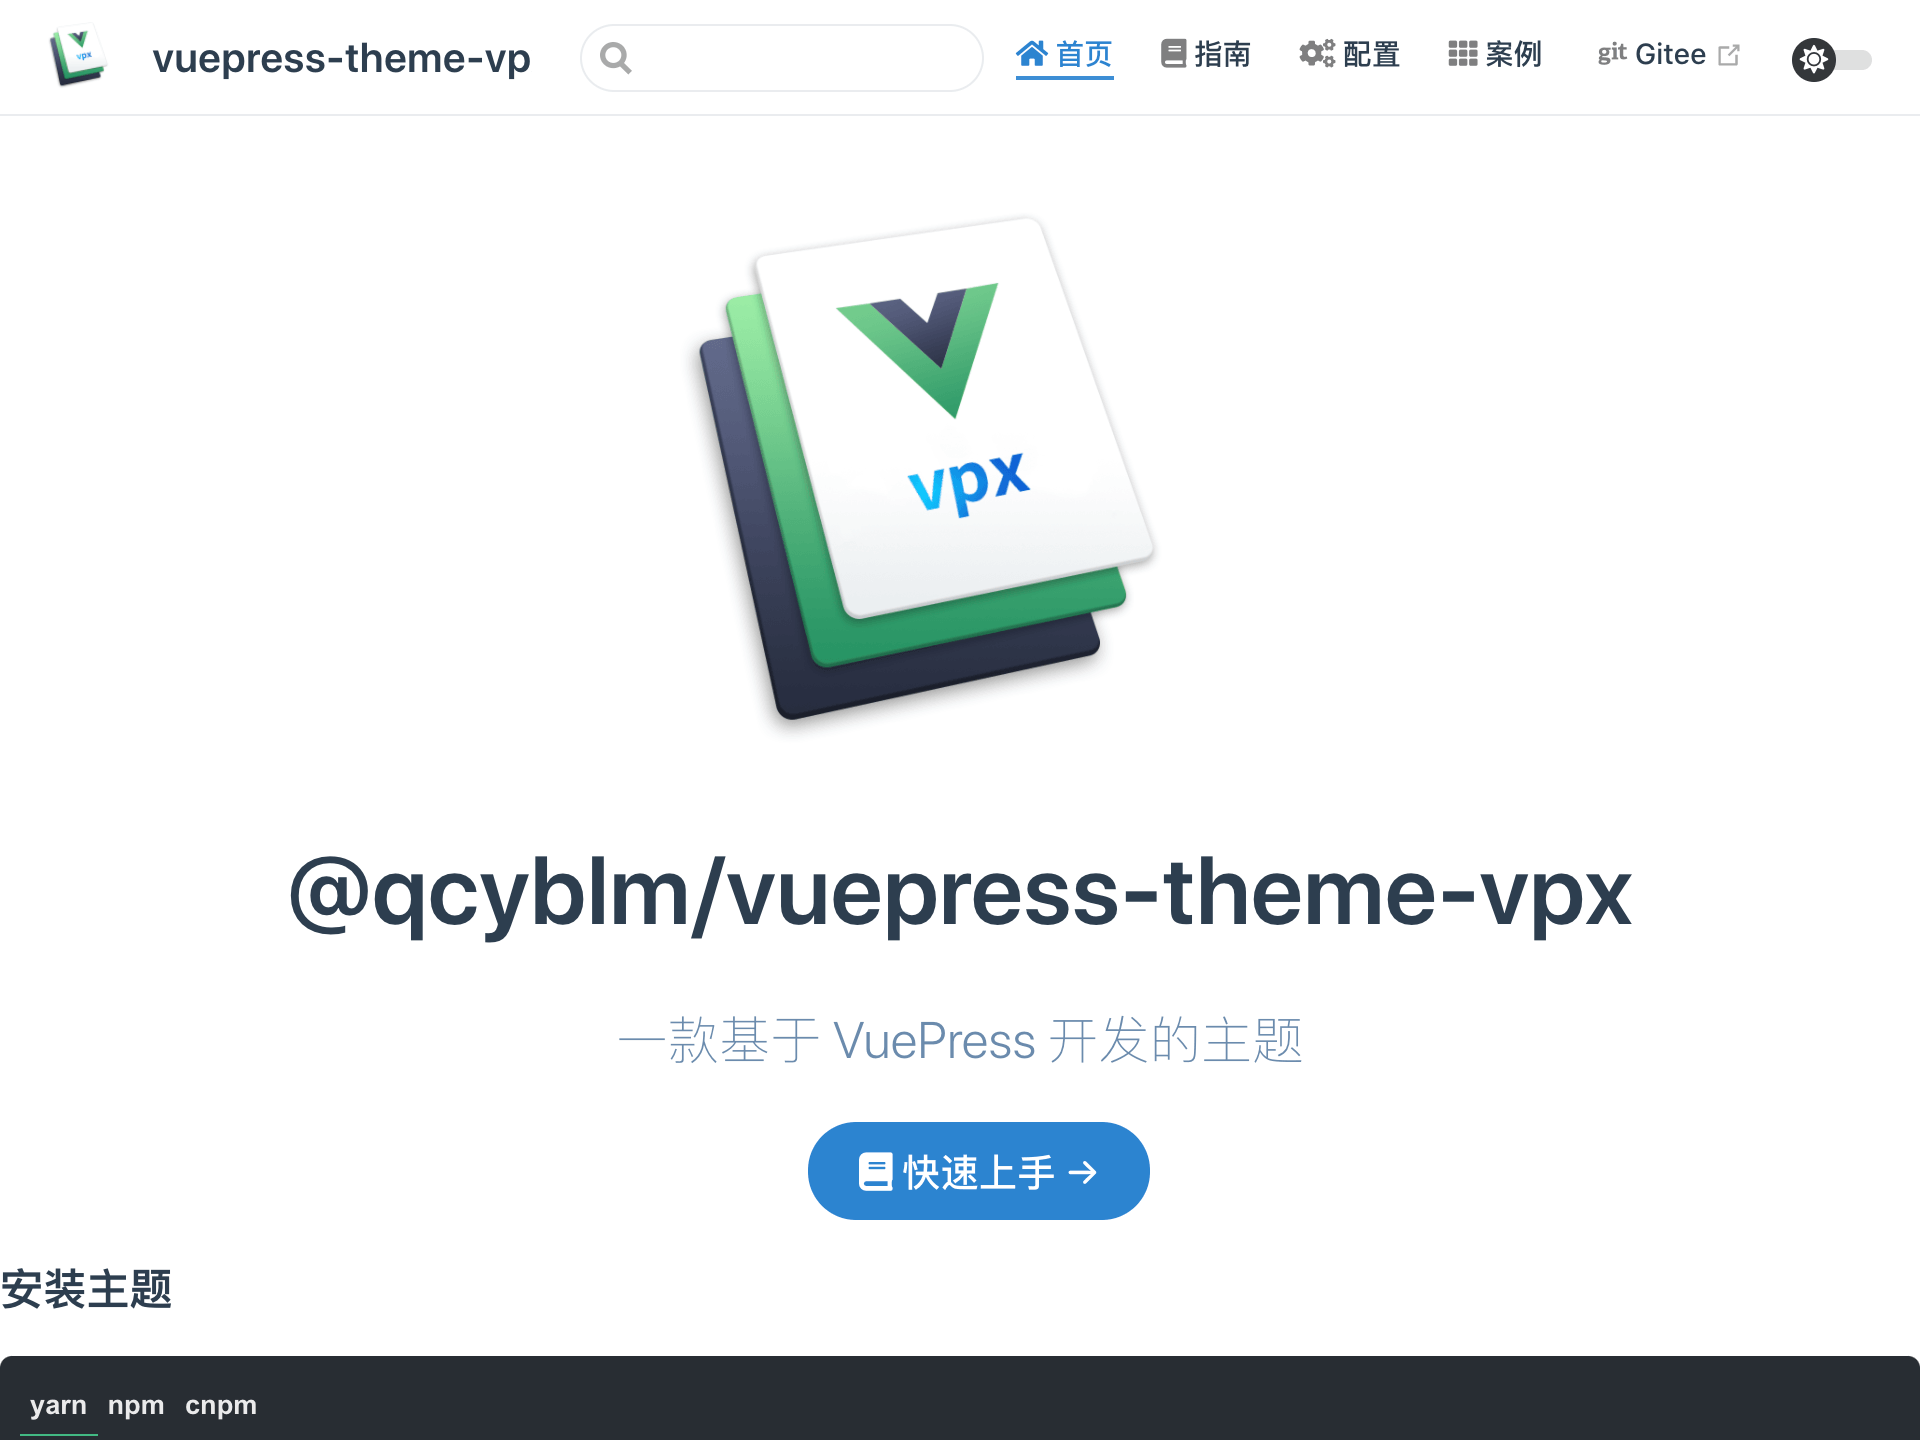 vuepress-theme-vp
首页 指南 配置 案例 git Gitee
vpx
@qcyblm/vuepress-theme-vpx
一款基于 VuePress 开发的主题
快速上手 →
安装主题
yarn npm cnpm